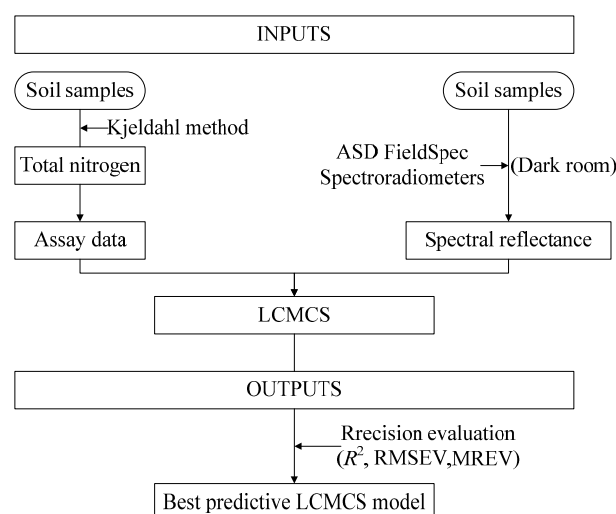 INPUTS
Soil samples
Soil samples
Kjeldahl method
Total nitrogen
ASD FieldSpec
Spectroradiometers
(Dark room)
Assay data
Spectral reflectance
LCMCS
OUTPUTS
Rrecision evaluation
(R², RMSEV,MREV)
Best predictive LCMCS model